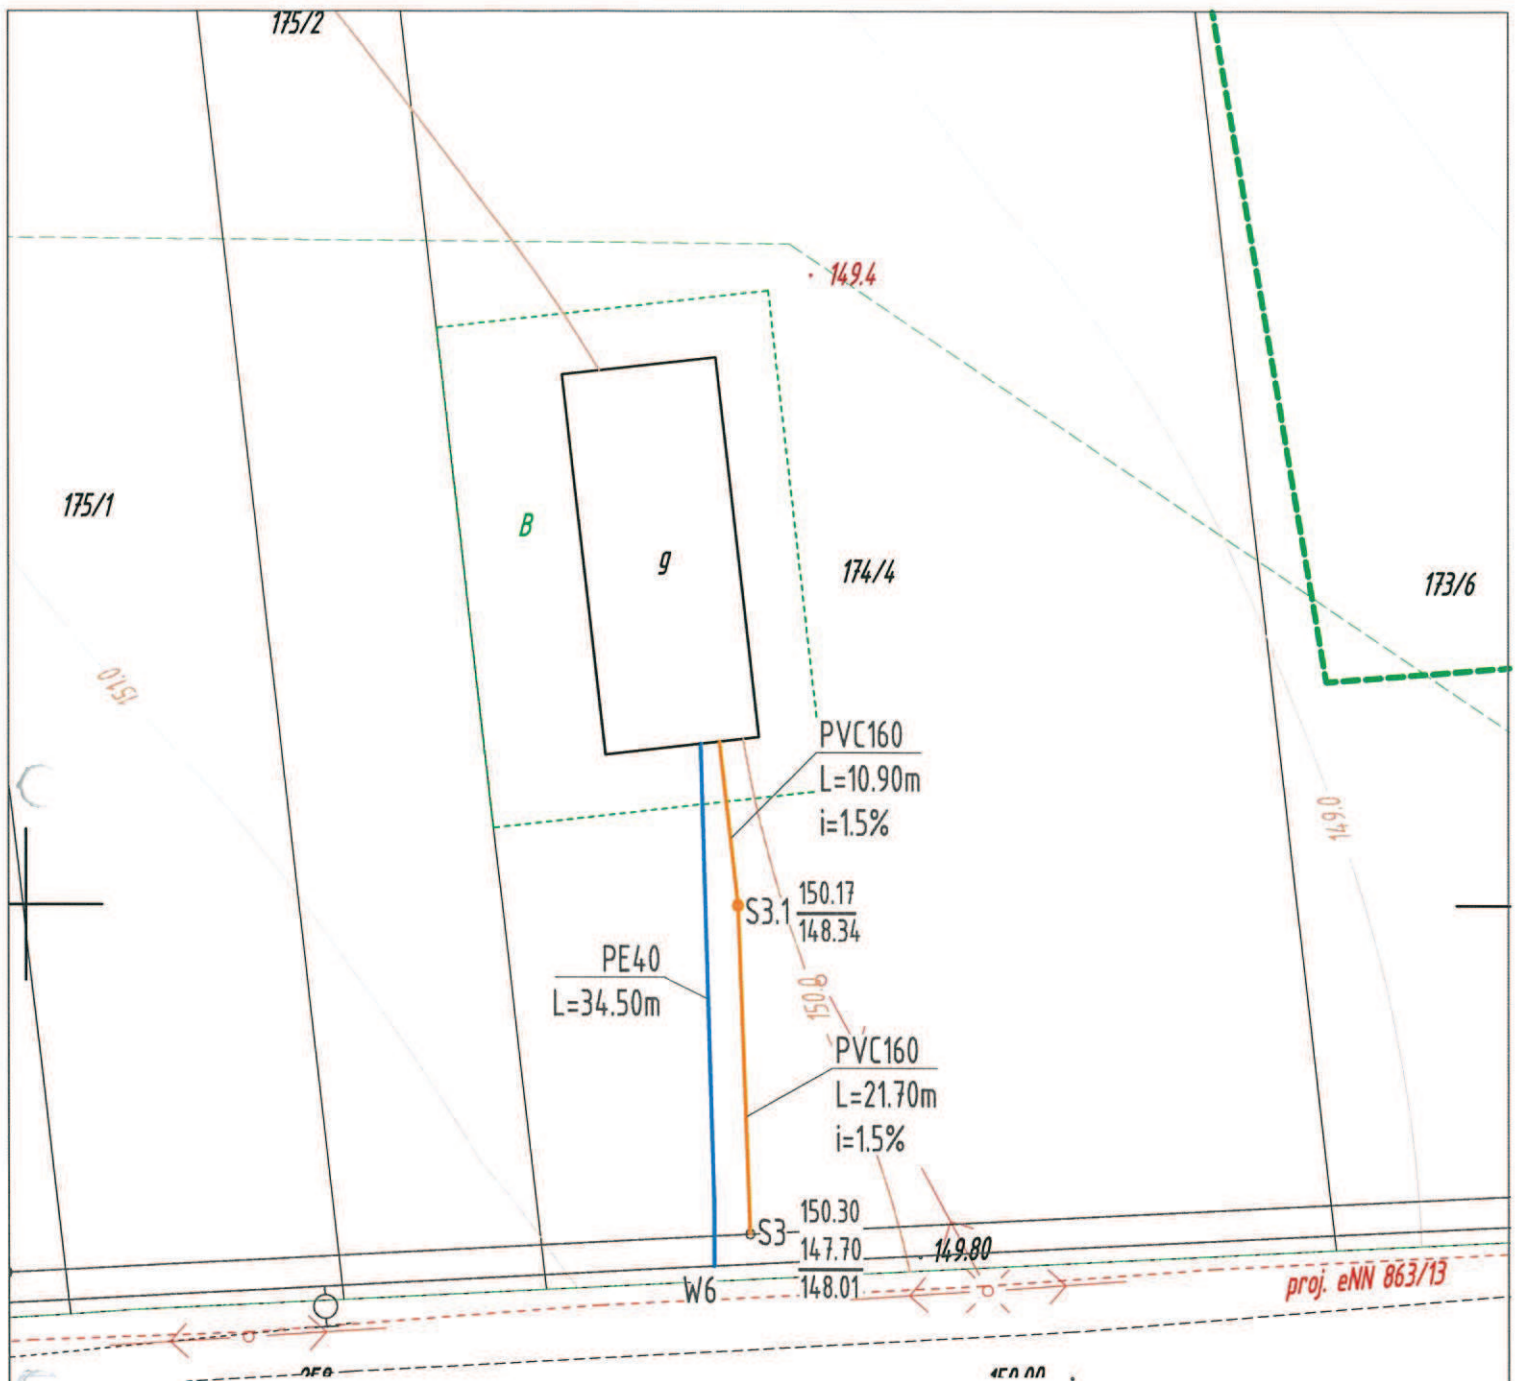 175/2
149.4
175/1
B
g
174/4
173/6
151.0
PVC160
L=10.90m
i=1.5%
149.0
S3.1 150.17
148.34
PE40
L=34.50m
150.0
PVC160
L=21.70m
i=1.5%
S3 150.30
147.70
148.01
149.80
W6
proj. eNN 863/13